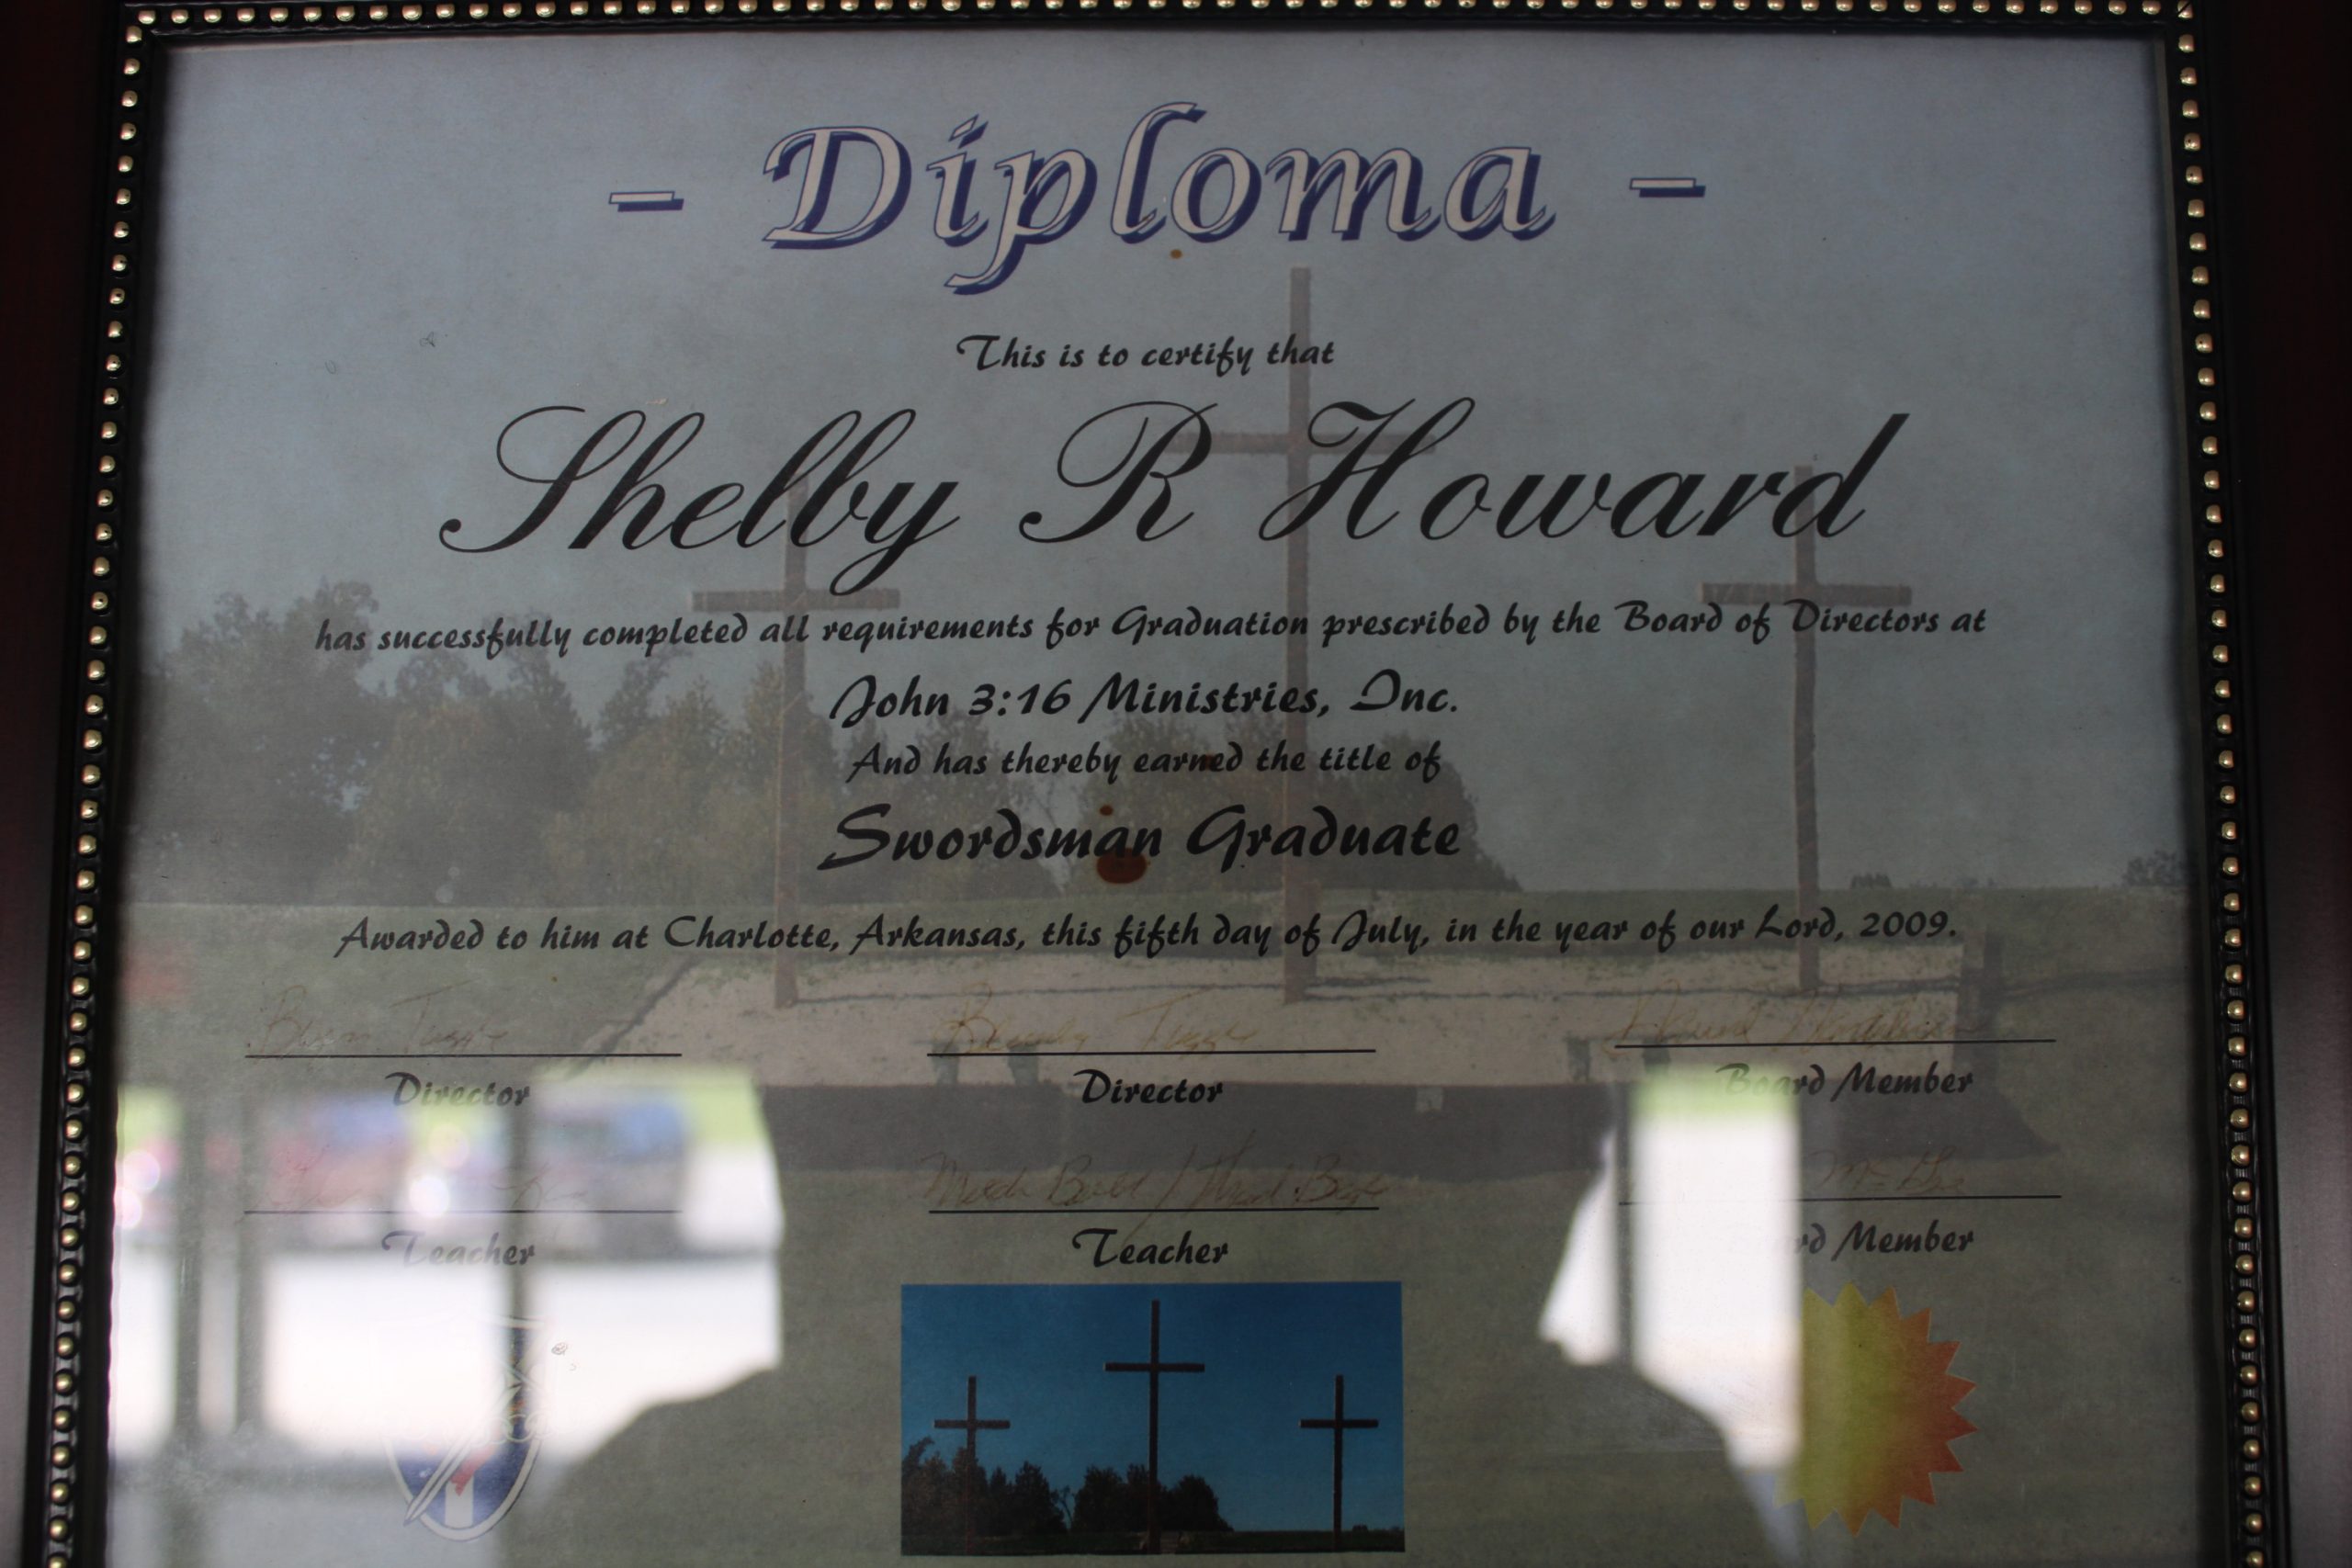 - Diploma -
This is to certify that
Shelby R Howard
has successfully completed all requirements for Graduation prescribed by the Board of Directors at
John 3:16 Ministries, Inc.
And has thereby earned the title of
Swordsman Graduate
Awarded to him at Charlotte, Arkansas, this fifth day of July, in the year of our Lord, 2009.
Director Director Board Member
Teacher Teacher rd Member